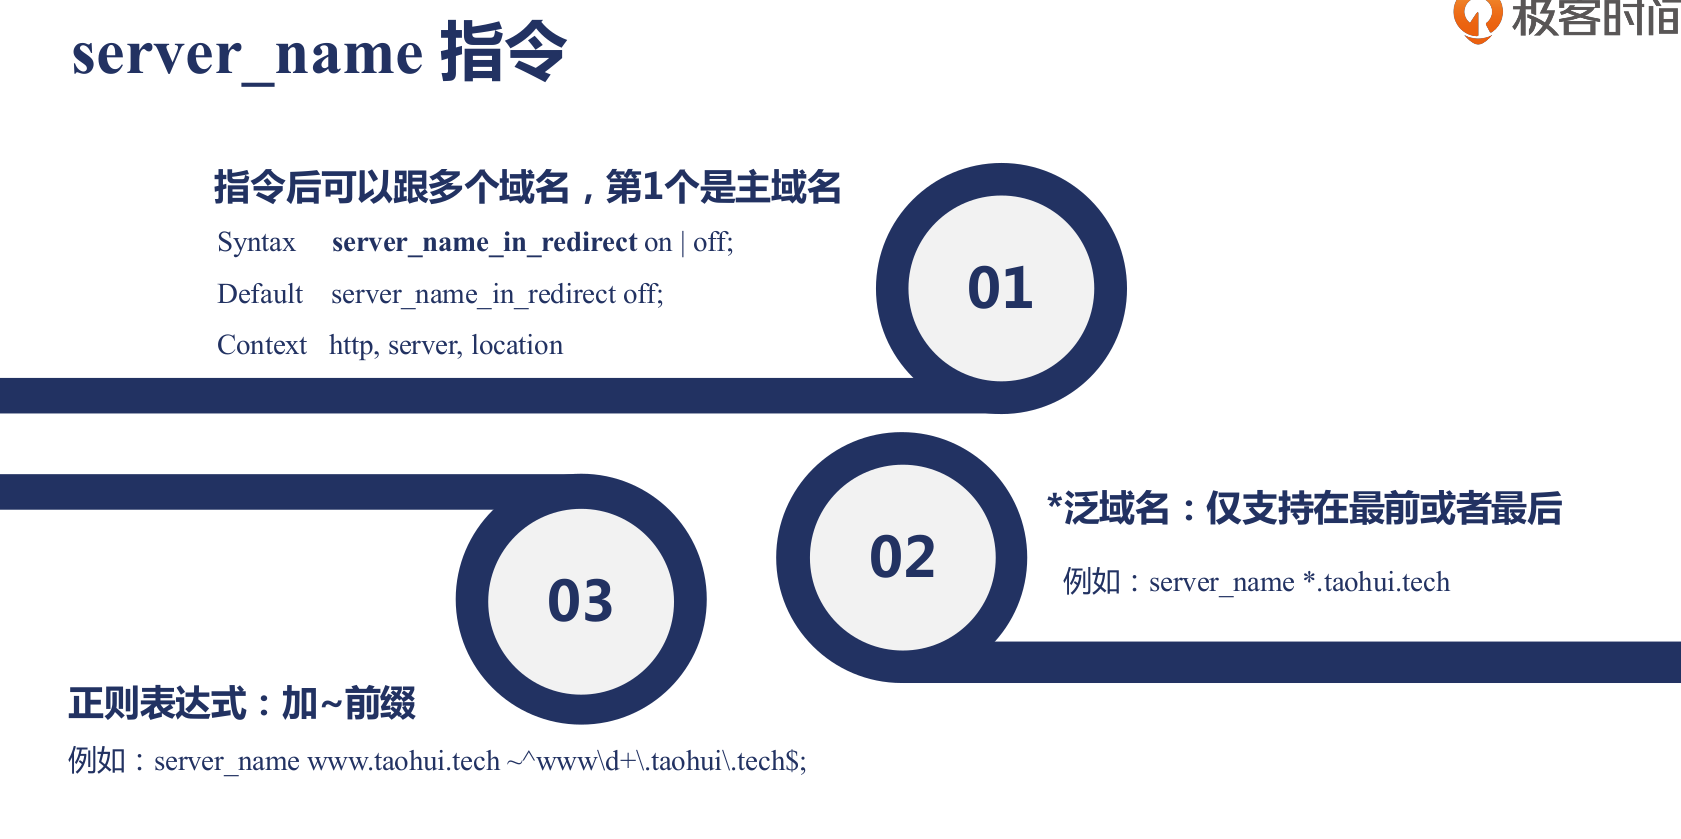 server_name 指令
极客时间
指令后可以跟多个域名，第1个是主域名
Syntax server_name_in_redirect on | off;
Default server_name_in_redirect off;
Context http, server, location
01
*泛域名：仅支持在最前或者最后
例如：server_name *.taohui.tech
02
03
正则表达式：加~前缀
例如：server_name www.taohui.tech ~^www\d+\.taohui\.tech$;